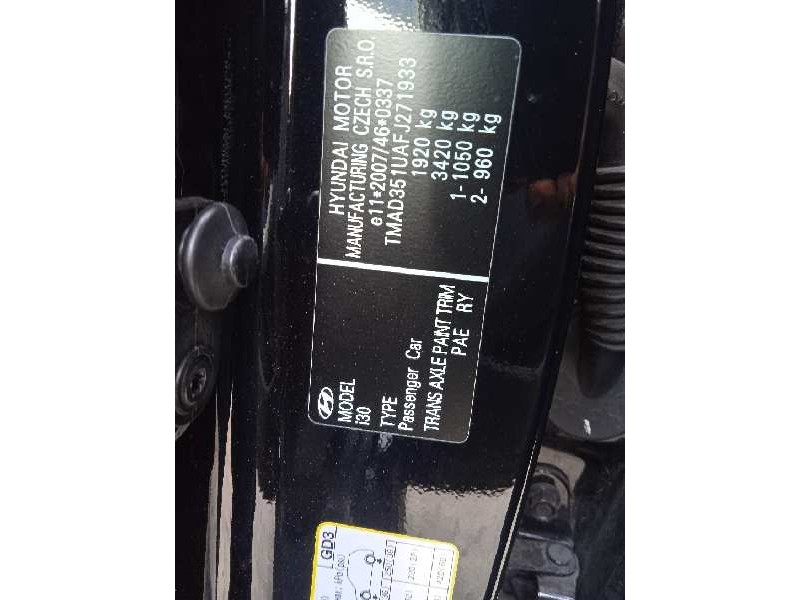 HYUNDAI MOTOR
MANUFACTURING CZECH S.R.O.
e11*2007/46*0337
TMAD351UAFJ271933
1920 kg
3420 kg
1-1050 kg
2- 960 kg
MODEL
i30
TYPE
Passenger Car
TRANS AXLE PAINT TRIM
PAE RY
GD3